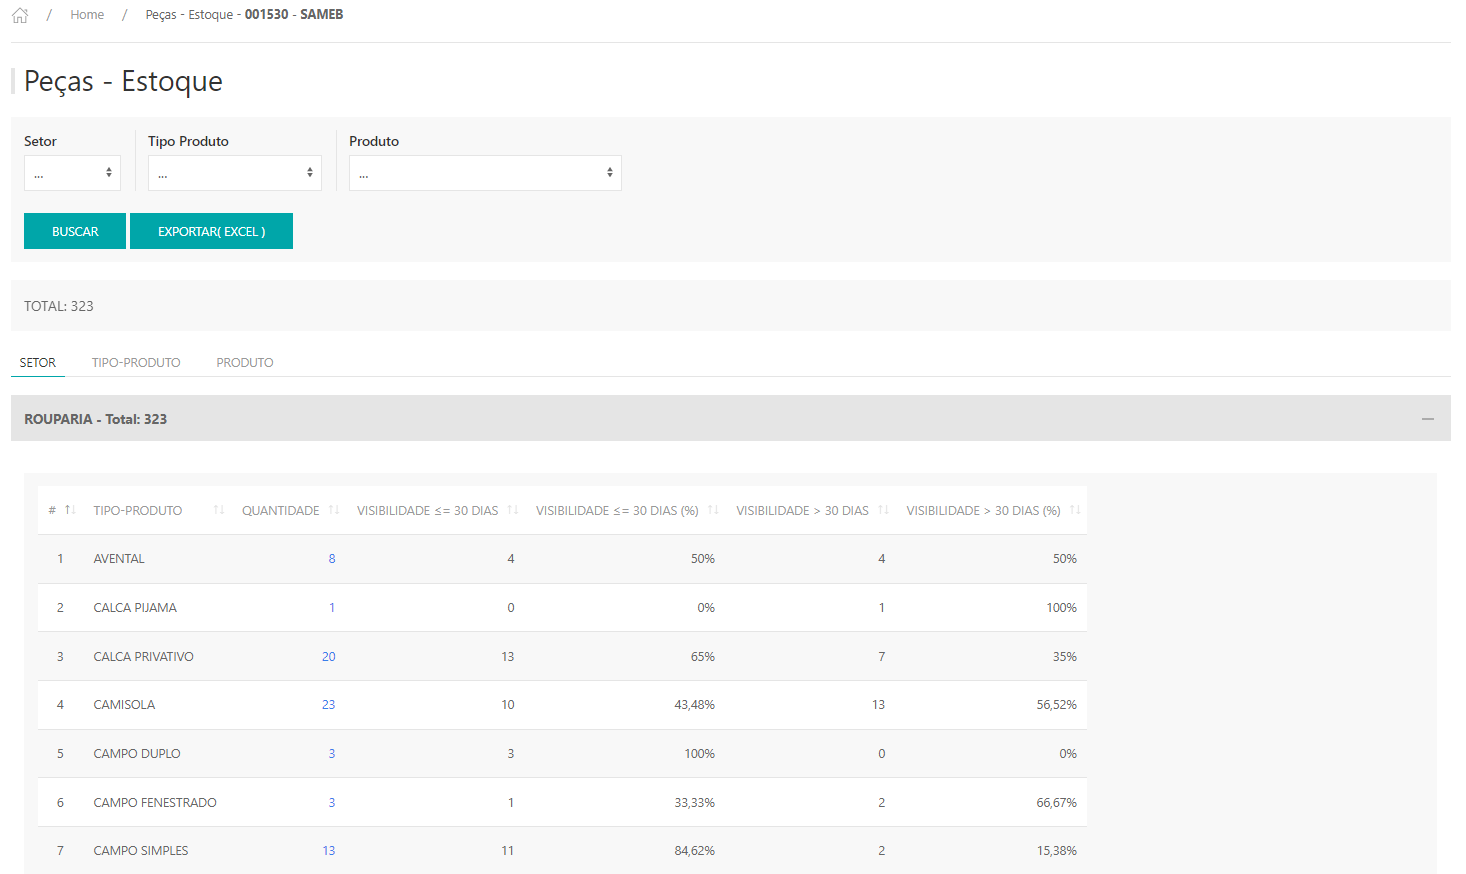 / Home / Peças - Estoque - 001530 - SAMEB
Peças - Estoque
Setor Tipo Produto Produto
... ... ...
BUSCAR EXPORTAR( EXCEL )
TOTAL: 323
SETOR TIPO-PRODUTO PRODUTO
ROUPARIA - Total: 323
# TIPO-PRODUTO QUANTIDADE VISIBILIDADE ≤= 30 DIAS VISIBILIDADE ≤= 30 DIAS (%) VISIBILIDADE > 30 DIAS VISIBILIDADE > 30 DIAS (%)
1 AVENTAL 8 4 50% 4 50%
2 CALCA PIJAMA 1 0 0% 1 100%
3 CALCA PRIVATIVO 20 13 65% 7 35%
4 CAMISOLA 23 10 43,48% 13 56,52%
5 CAMPO DUPLO 3 3 100% 0 0%
6 CAMPO FENESTRADO 3 1 33,33% 2 66,67%
7 CAMPO SIMPLES 13 11 84,62% 2 15,38%